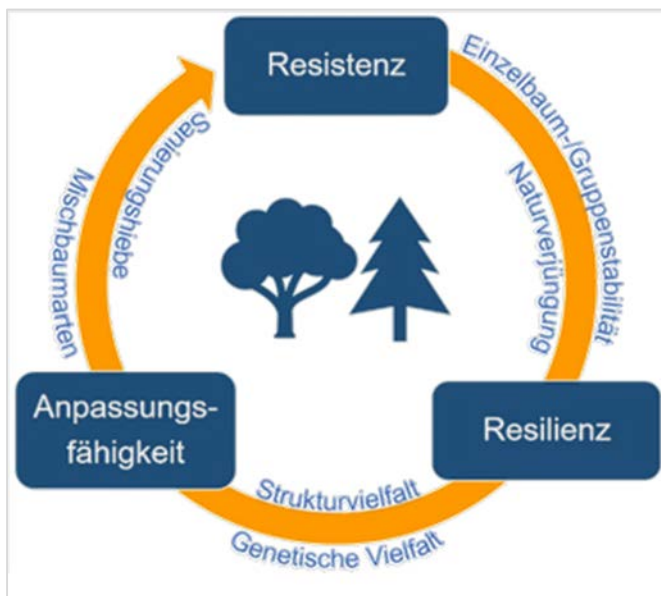 Resistenz
Einzelbaum-/Gruppenstabilität
Naturverjüngung
Resilienz
Strukturvielfalt
Genetische Vielfalt
Anpassungs-
fähigkeit
Mischbaumarten
Sanierungshiebe